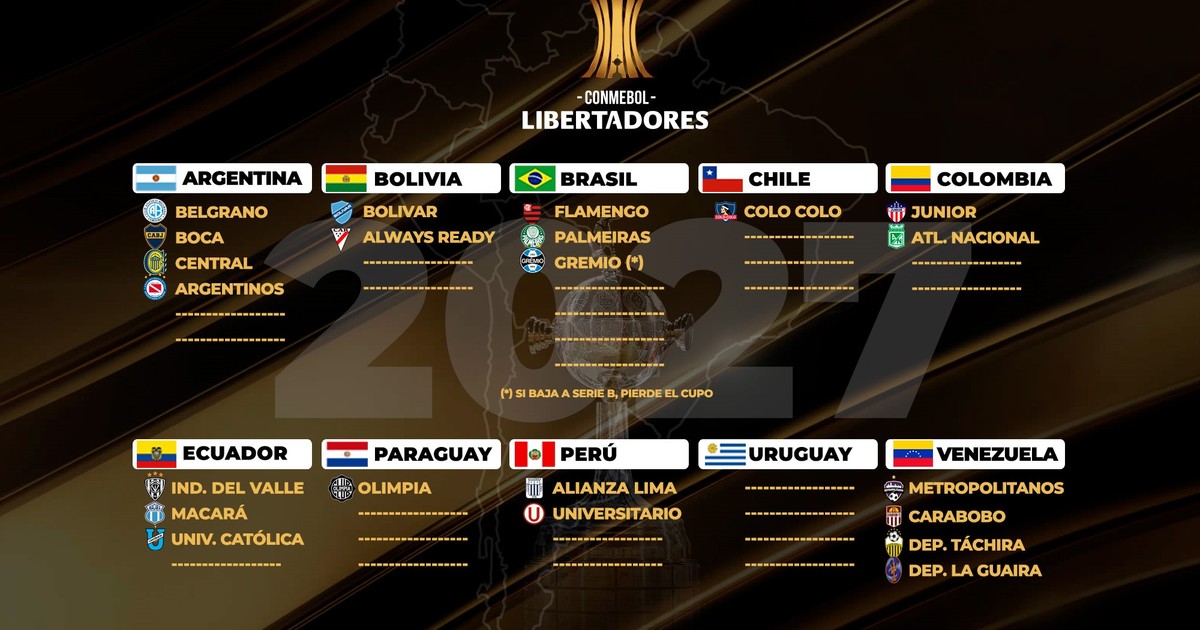 - CONMEBOL -
LIBERTADORES
2027
ARGENTINA
BELGRANO
BOCA
CENTRAL
ARGENTINOS
------------------
------------------
BOLIVIA
BOLIVAR
ALWAYS READY
------------------
------------------
BRASIL
FLAMENGO
PALMEIRAS
GREMIO (*)
------------------
------------------
------------------
------------------
(*) SI BAJA A SERIE B, PIERDE EL CUPO
CHILE
COLO COLO
------------------
------------------
------------------
COLOMBIA
JUNIOR
ATL. NACIONAL
------------------
------------------
ECUADOR
IND. DEL VALLE
MACARÁ
UNIV. CATÓLICA
------------------
PARAGUAY
OLIMPIA
------------------
------------------
------------------
PERÚ
ALIANZA LIMA
UNIVERSITARIO
------------------
------------------
URUGUAY
------------------
------------------
------------------
------------------
VENEZUELA
METROPOLITANOS
CARABOBO
DEP. TÁCHIRA
DEP. LA GUAIRA